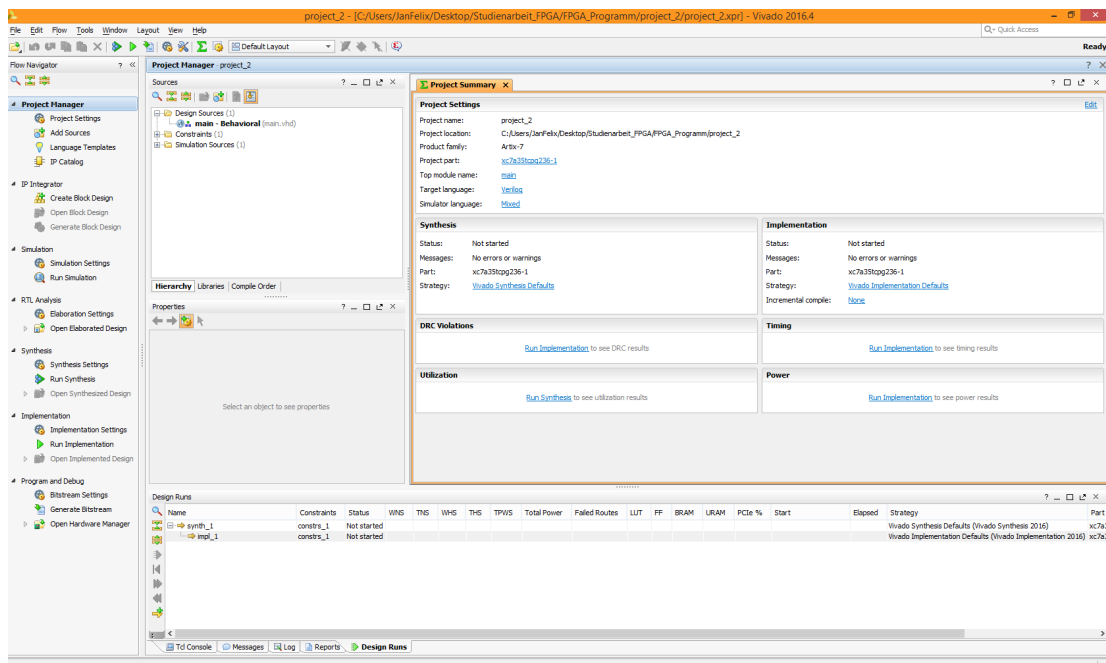 project_2 - [C:/Users/JanFelix/Desktop/Studienarbeit_FPGA/FPGA_Programm/project_2/project_2.xpr] - Vivado 2016.4
File Edit Flow Tools Window Layout View Help
Q- Quick Access
Default Layout
Ready
Flow Navigator ? «
Project Manager
Project Settings
Add Sources
Language Templates
IP Catalog
IP Integrator
Create Block Design
Open Block Design
Generate Block Design
Simulation
Simulation Settings
Run Simulation
RTL Analysis
Elaboration Settings
Open Elaborated Design
Synthesis
Synthesis Settings
Run Synthesis
Open Synthesized Design
Implementation
Implementation Settings
Run Implementation
Open Implemented Design
Program and Debug
Bitstream Settings
Generate Bitstream
Open Hardware Manager
Project Manager - project_2
Sources
Design Sources (1)
main - Behavioral (main.vhd)
Constraints (1)
Simulation Sources (1)
Hierarchy Libraries Compile Order
Properties
Select an object to see properties
Project Summary
Project Settings Edit
Project name: project_2
Project location: C:/Users/JanFelix/Desktop/Studienarbeit_FPGA/FPGA_Programm/project_2
Product family: Artix-7
Project part: xc7a35tcpg236-1
Top module name: main
Target language: Verilog
Simulator language: Mixed
Synthesis
Status: Not started
Messages: No errors or warnings
Part: xc7a35tcpg236-1
Strategy: Vivado Synthesis Defaults
Implementation
Status: Not started
Messages: No errors or warnings
Part: xc7a35tcpg236-1
Strategy: Vivado Implementation Defaults
Incremental compile: None
DRC Violations
Run Implementation to see DRC results
Timing
Run Implementation to see timing results
Utilization
Run Synthesis to see utilization results
Power
Run Implementation to see power results
Design Runs
Name Constraints Status WNS TNS WHS THS TPWS Total Power Failed Routes LUT FF BRAM URAM PCIe % Start Elapsed Strategy Part
synth_1 constrs_1 Not started Vivado Synthesis Defaults (Vivado Synthesis 2016) xc7a
impl_1 constrs_1 Not started Vivado Implementation Defaults (Vivado Implementation 2016) xc7a
Tcl Console Messages Log Reports Design Runs